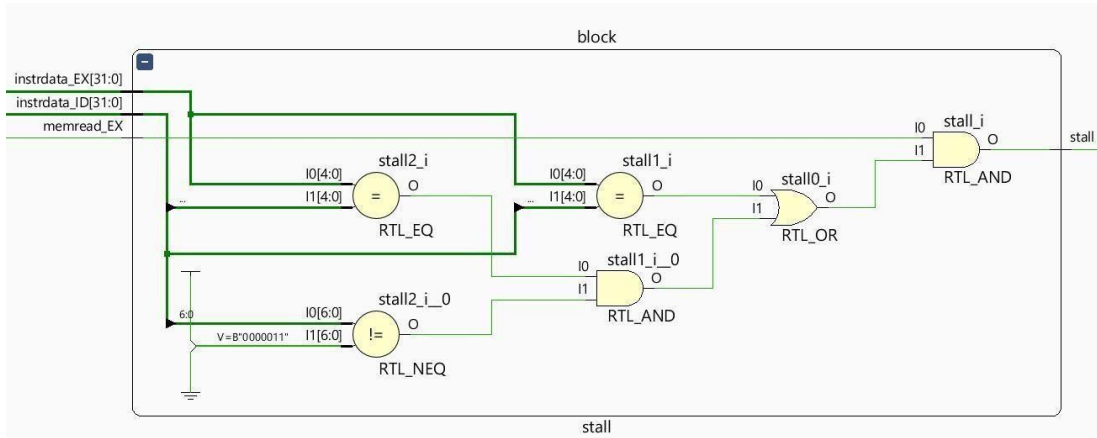 block
instrdata_EX[31:0]
instrdata_ID[31:0]
memread_EX
I0
stall_i
O
stall
I1
RTL_AND
stall2_i
I0[4:0]
O
I1[4:0]
...
=
RTL_EQ
stall1_i
I0[4:0]
O
I1[4:0]
...
=
RTL_EQ
stall0_i
I0
O
I1
RTL_OR
stall1_i__0
I0
O
I1
RTL_AND
stall2_i__0
6:0
I0[6:0]
O
V=B"0000011"
I1[6:0]
!=
RTL_NEQ
stall